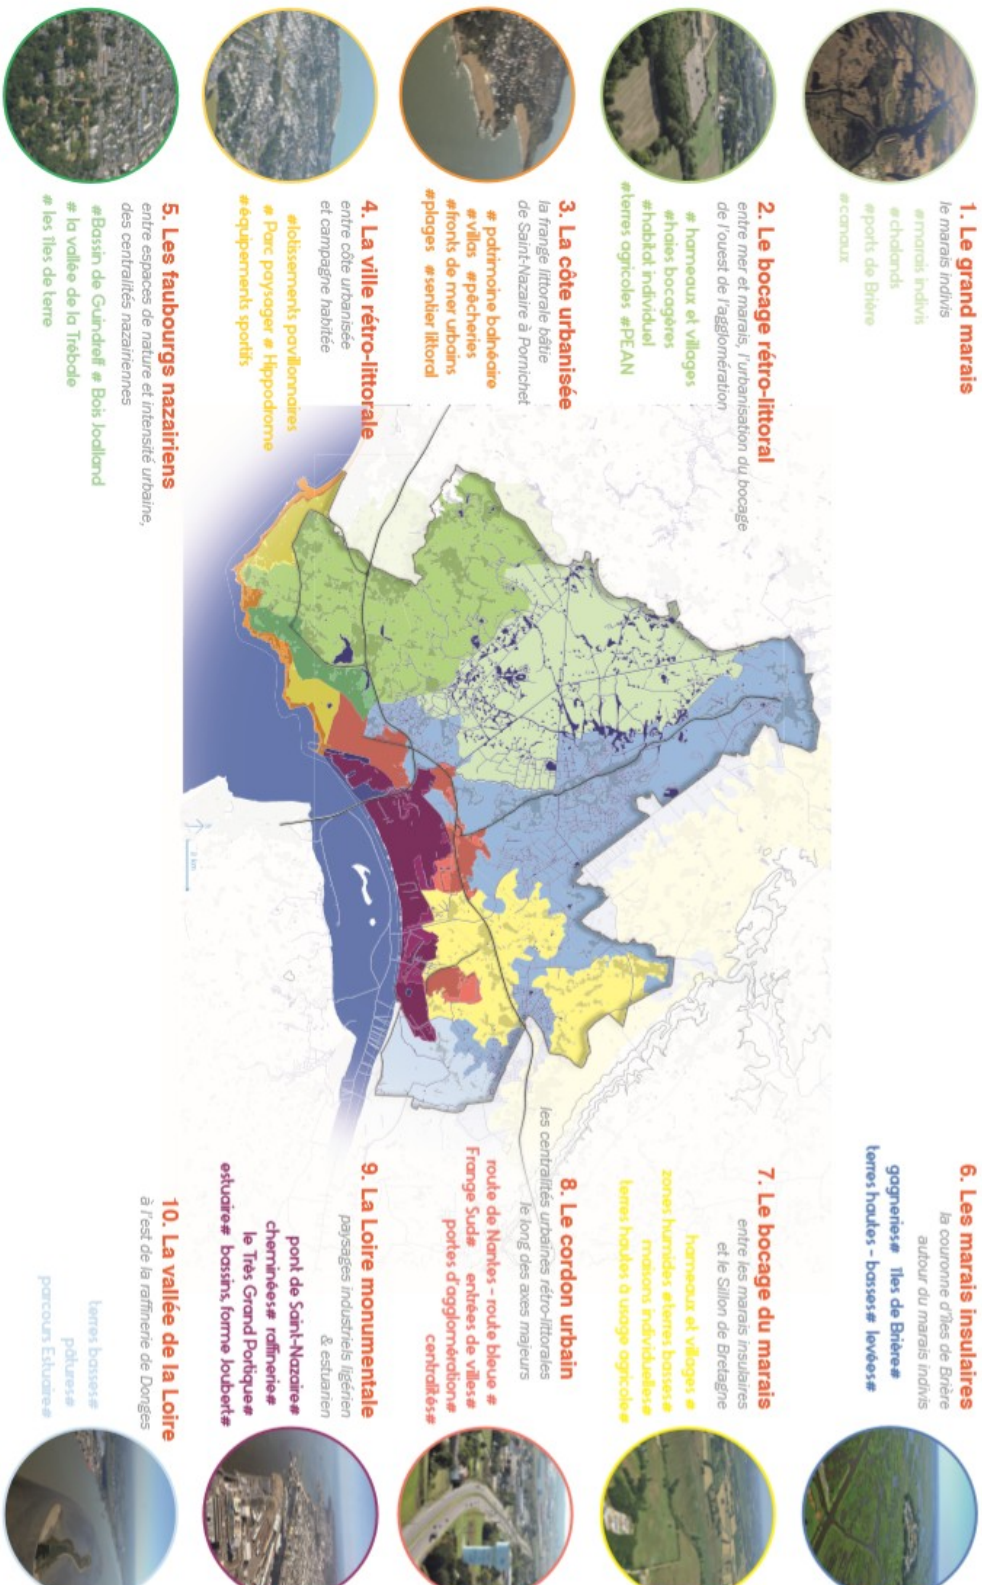 1. Le grand marais
le marais indivis
#marais indivis
#chalands
#ports de Brière
#canaux
2. Le bocage rétro-littoral
entre mer et marais, l'urbanisation du bocage
de l'ouest de l'agglomération
# hameaux et villages
#haies bocagères
#habitat individuel
#terres agricoles #PEAN
3. La côte urbanisée
la frange littorale bâtie
de Saint-Nazaire à Pornichet
# patrimoine balnéaire
#villas #pêcheries
#fronts de mer urbains
#plages #sentier littoral
4. La ville rétro-littorale
entre côte urbanisée
et campagne habitée
#lotissements pavillonnaires
# Parc paysager # Hippodrome
#équipements sportifs
5. Les faubourgs nazairiens
entre espaces de nature et intensité urbaine,
des centralités nazairiennes
#Bassin de Guindreff # Bois Joalland
# la vallée de la Trébale
# les îles de terre
6. Les marais insulaires
la couronne d'îles de Brière
autour du marais indivis
gagneries# îles de Brière#
terres hautes - basses# levées#
7. Le bocage du marais
entre les marais insulaires
et le Sillon de Bretagne
hameaux et villages #
zones humides #terres basses#
maisons individuelles#
terres hautes à usage agricole#
8. Le cordon urbain
les centralités urbaines rétro-littorales
le long des axes majeurs
route de Nantes - route bleue #
Frange Sud# entrées de villes#
portes d'agglomération#
centralités#
9. La Loire monumentale
paysages industriels ligérien
& estuarien
pont de Saint-Nazaire#
cheminées# raffinerie#
le Très Grand Portique#
estuaire# bassins, forme Joubert#
10. La vallée de la Loire
à l'est de la raffinerie de Donges
terres basses#
pâtures#
parcours Estuaire#